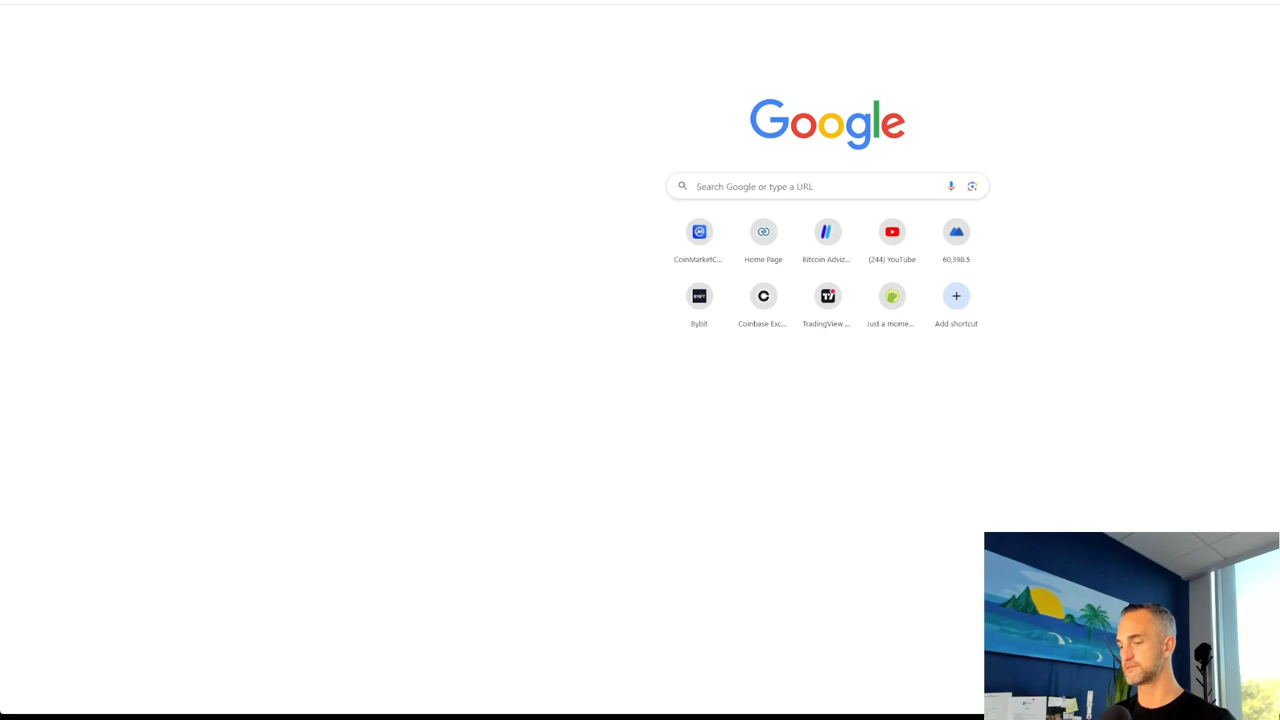 Google
Search Google or type a URL
CoinMarketC...
Home Page
Bitcoin Adviz...
(244) YouTube
60,398.5
BYBIT
Bybit
Coinbase Exc...
TradingView ...
Just a mome...
Add shortcut